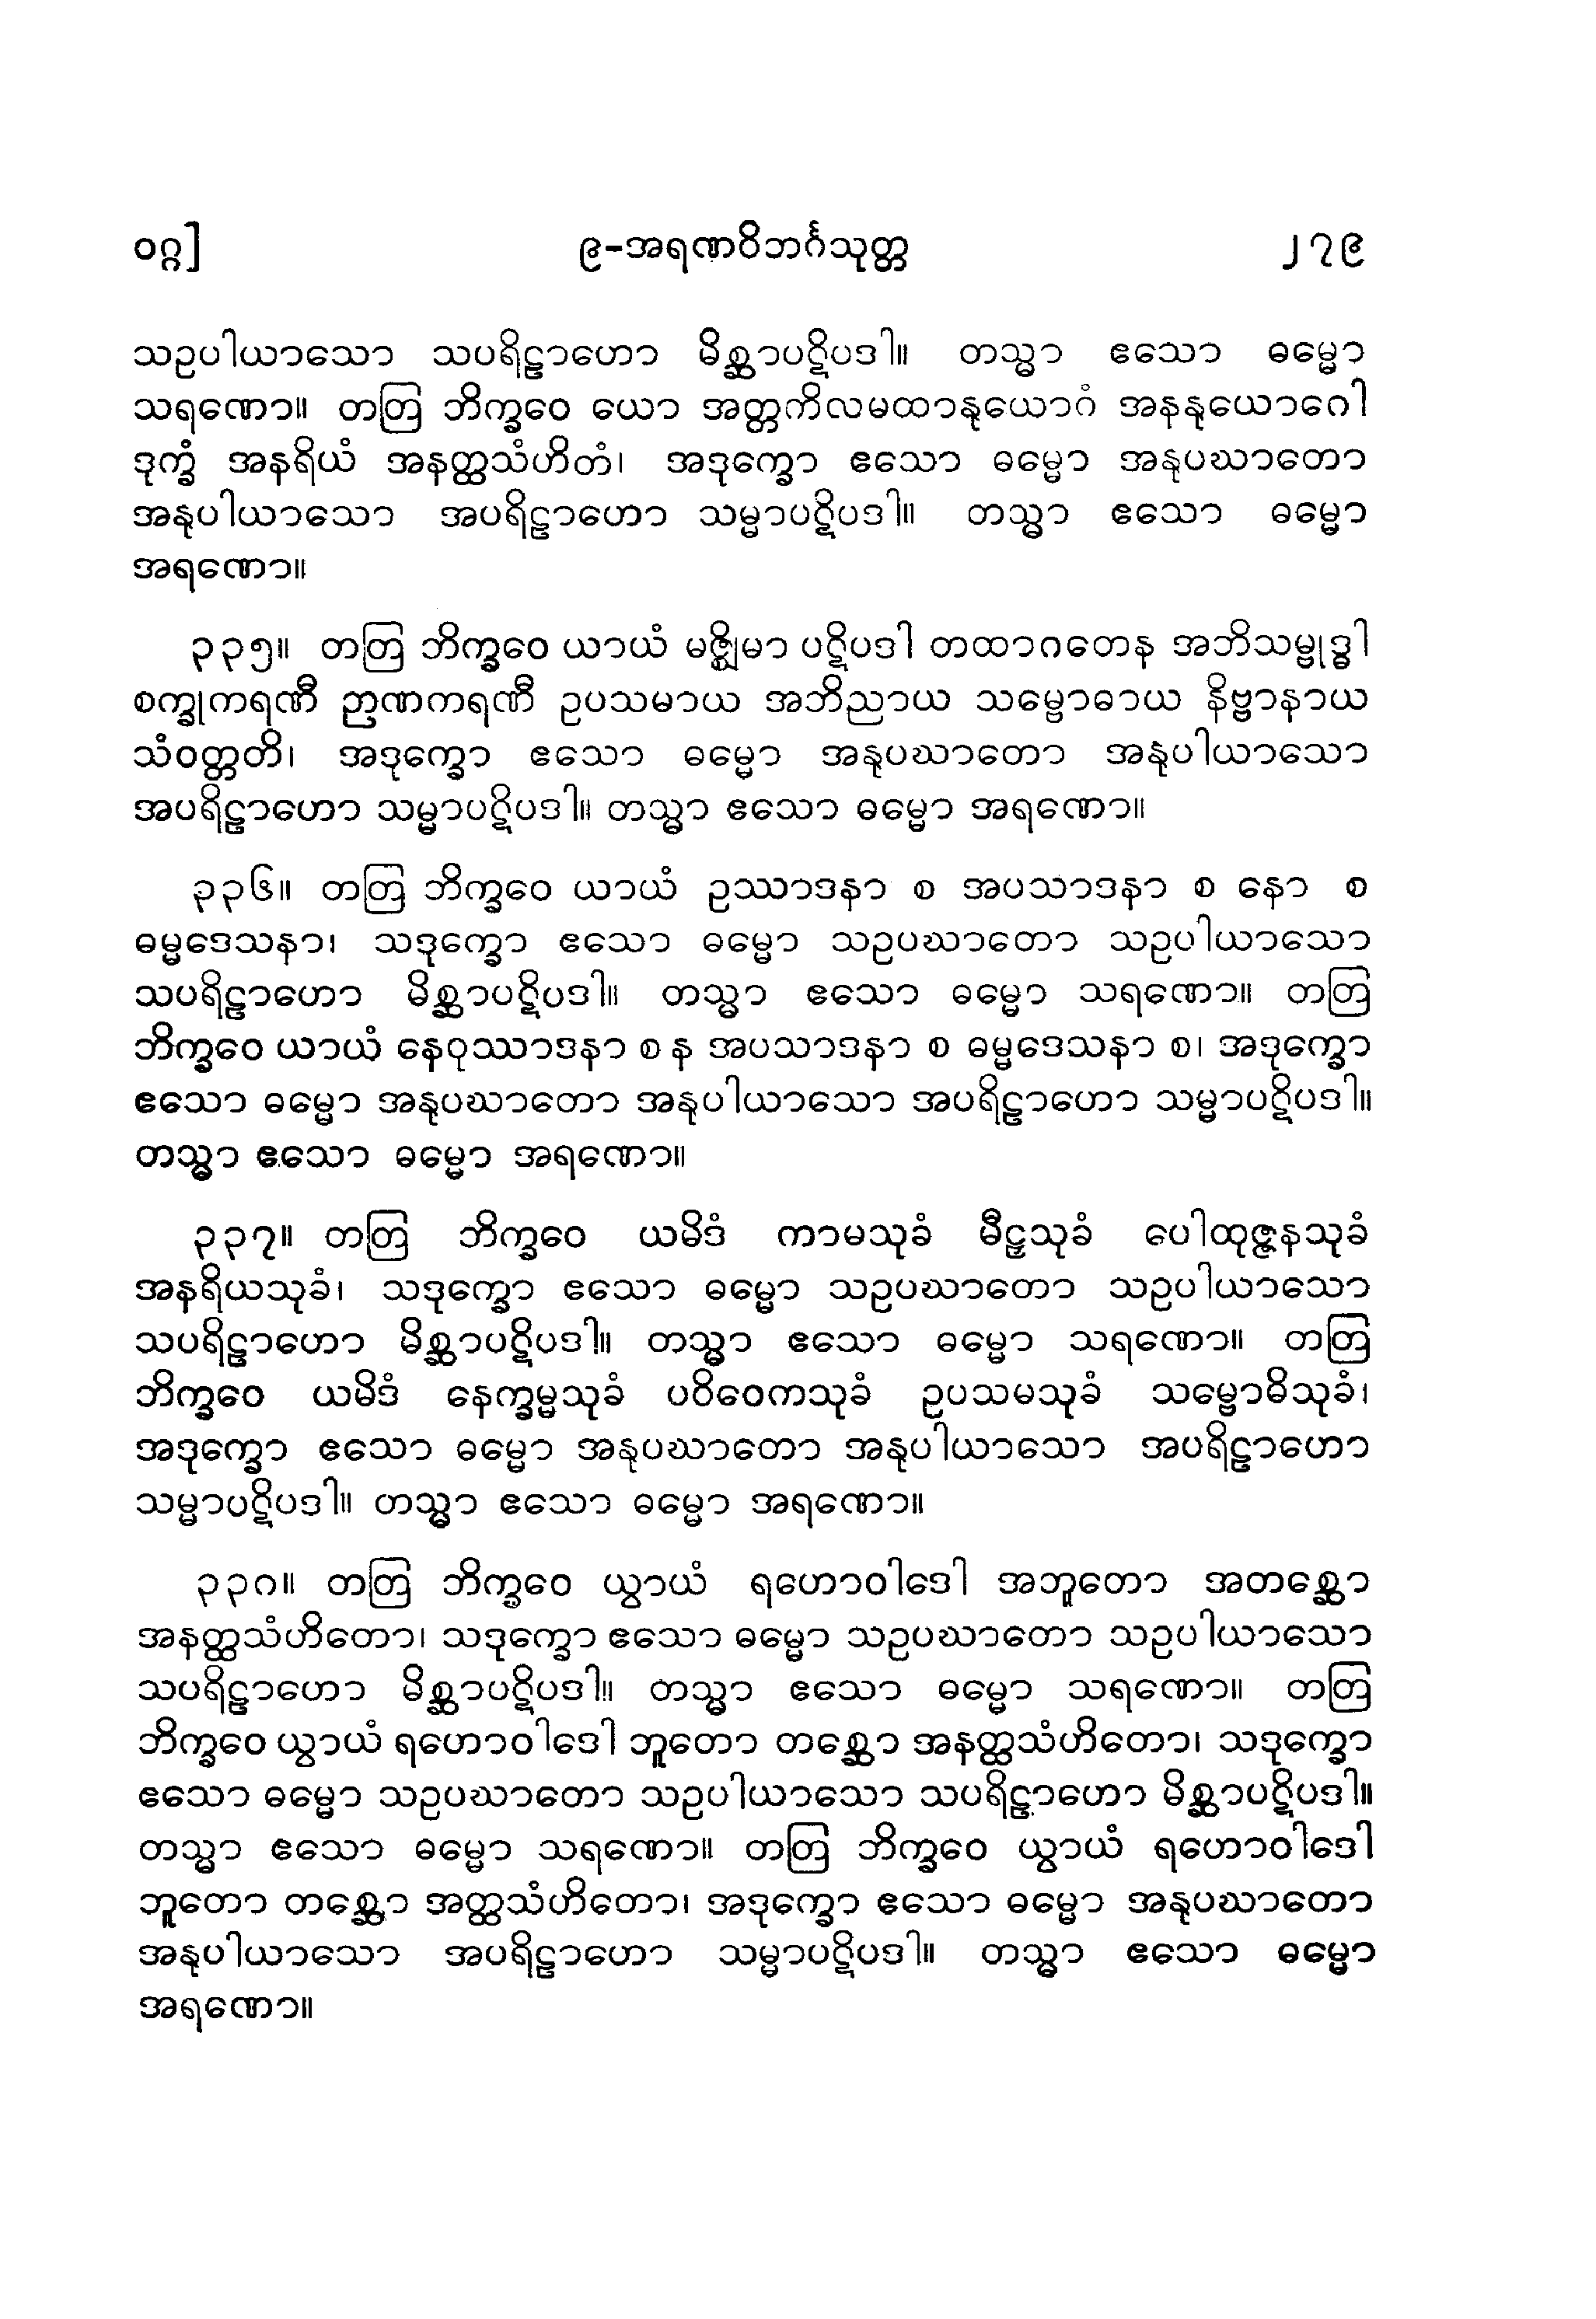 ဝဂ္ဂ]
၉-အရဏဝိဘင်္ဂသုတ္တ
၂၇၉
သဥပါယာသော သပရိဠာဟော မိစ္ဆာပဋိပဒါ။ တသ္မာ ဧသော ဓမ္မော
သရဏော။ တတြ ဘိက္ခဝေ ယော အတ္တကိလမထာနုယောဂံ အနနုယောဂေါ
ဒုက္ခံ အနရိယံ အနတ္ထသံဟိတံ၊ အဒုက္ခော ဧသော ဓမ္မော အနုပဃာတော
အနုပါယာသော အပရိဠာဟော သမ္မာပဋိပဒါ။ တသ္မာ ဧသော ဓမ္မော
အရဏော။
၃၃၅။ တတြ ဘိက္ခဝေ ယာယံ မဇ္ဈိမာ ပဋိပဒါ တထာဂတေန အဘိသမ္ဗုဒ္ဓါ
စက္ခုကရဏီ ဉာဏကရဏီ ဥပသမာယ အဘိညာယ သမ္ဗောဓာယ နိဗ္ဗာနာယ
သံဝတ္တတိ၊ အဒုက္ခော ဧသော ဓမ္မော အနုပဃာတော အနုပါယာသော
အပရိဠာဟော သမ္မာပဋိပဒါ။ တသ္မာ ဧသော ဓမ္မော အရဏော။
၃၃၆။ တတြ ဘိက္ခဝေ ယာယံ ဥဿာဒနာ စ အပသာဒနာ စ နော စ
ဓမ္မဒေသနာ၊ သဒုက္ခော ဧသော ဓမ္မော သဥပဃာတော သဥပါယာသော
သပရိဠာဟော မိစ္ဆာပဋိပဒါ။ တသ္မာ ဧသော ဓမ္မော သရဏော။ တတြ
ဘိက္ခဝေ ယာယံ နေဝုဿာဒနာ စ န အပသာဒနာ စ ဓမ္မဒေသနာ စ၊ အဒုက္ခော
ဧသော ဓမ္မော အနုပဃာတော အနုပါယာသော အပရိဠာဟော သမ္မာပဋိပဒါ။
တသ္မာ ဧသော ဓမ္မော အရဏော။
၃၃၇။ တတြ ဘိက္ခဝေ ယမိဒံ ကာမသုခံ မီဠှသုခံ ပေါထုဇ္ဇနသုခံ
အနရိယသုခံ၊ သဒုက္ခော ဧသော ဓမ္မော သဥပဃာတော သဥပါယာသော
သပရိဠာဟော မိစ္ဆာပဋိပဒါ။ တသ္မာ ဧသော ဓမ္မော သရဏော။ တတြ
ဘိက္ခဝေ ယမိဒံ နေက္ခမ္မသုခံ ပဝိဝေကသုခံ ဥပသမသုခံ သမ္ဗောဓိသုခံ၊
အဒုက္ခော ဧသော ဓမ္မော အနုပဃာတော အနုပါယာသော အပရိဠာဟော
သမ္မာပဋိပဒါ။ တသ္မာ ဧသော ဓမ္မော အရဏော။
၃၃၈။ တတြ ဘိက္ခဝေ ယွာယံ ရဟောဝါဒေါ အဘူတော အတစ္ဆော
အနတ္ထသံဟိတော၊ သဒုက္ခော ဧသော ဓမ္မော သဥပဃာတော သဥပါယာသော
သပရိဠာဟော မိစ္ဆာပဋိပဒါ။ တသ္မာ ဧသော ဓမ္မော သရဏော။ တတြ
ဘိက္ခဝေ ယွာယံ ရဟောဝါဒေါ ဘူတော တစ္ဆော အနတ္ထသံဟိတော၊ သဒုက္ခော
ဧသော ဓမ္မော သဥပဃာတော သဥပါယာသော သပရိဠာဟော မိစ္ဆာပဋိပဒါ။
တသ္မာ ဧသော ဓမ္မော သရဏော။ တတြ ဘိက္ခဝေ ယွာယံ ရဟောဝါဒေါ
ဘူတော တစ္ဆော အတ္ထသံဟိတော၊ အဒုက္ခော ဧသော ဓမ္မော အနုပဃာတော
အနုပါယာသော အပရိဠာဟော သမ္မာပဋိပဒါ။ တသ္မာ ဧသော ဓမ္မော
အရဏော။